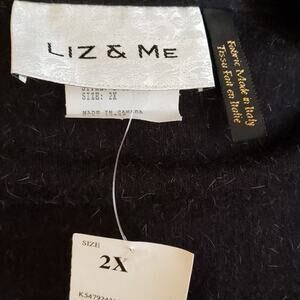 LIZ & ME
SIZE: 2X
MADE IN CANADA
Fabric Made in Italy
Tissu Fait en Italie
SIZE
2X